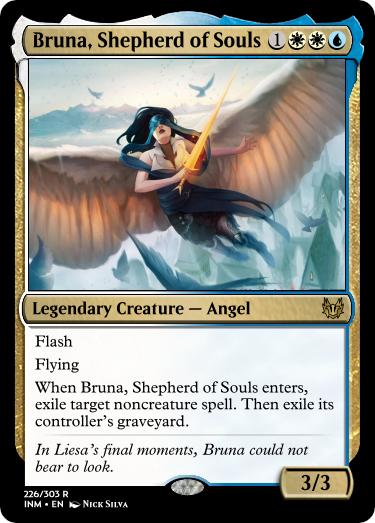 Bruna, Shepherd of Souls 1
Legendary Creature — Angel
Flash
Flying
When Bruna, Shepherd of Souls enters,
exile target noncreature spell. Then exile its
controller's graveyard.
In Liesa's final moments, Bruna could not
bear to look.
3/3
226/303 R
INM • EN Nick Silva